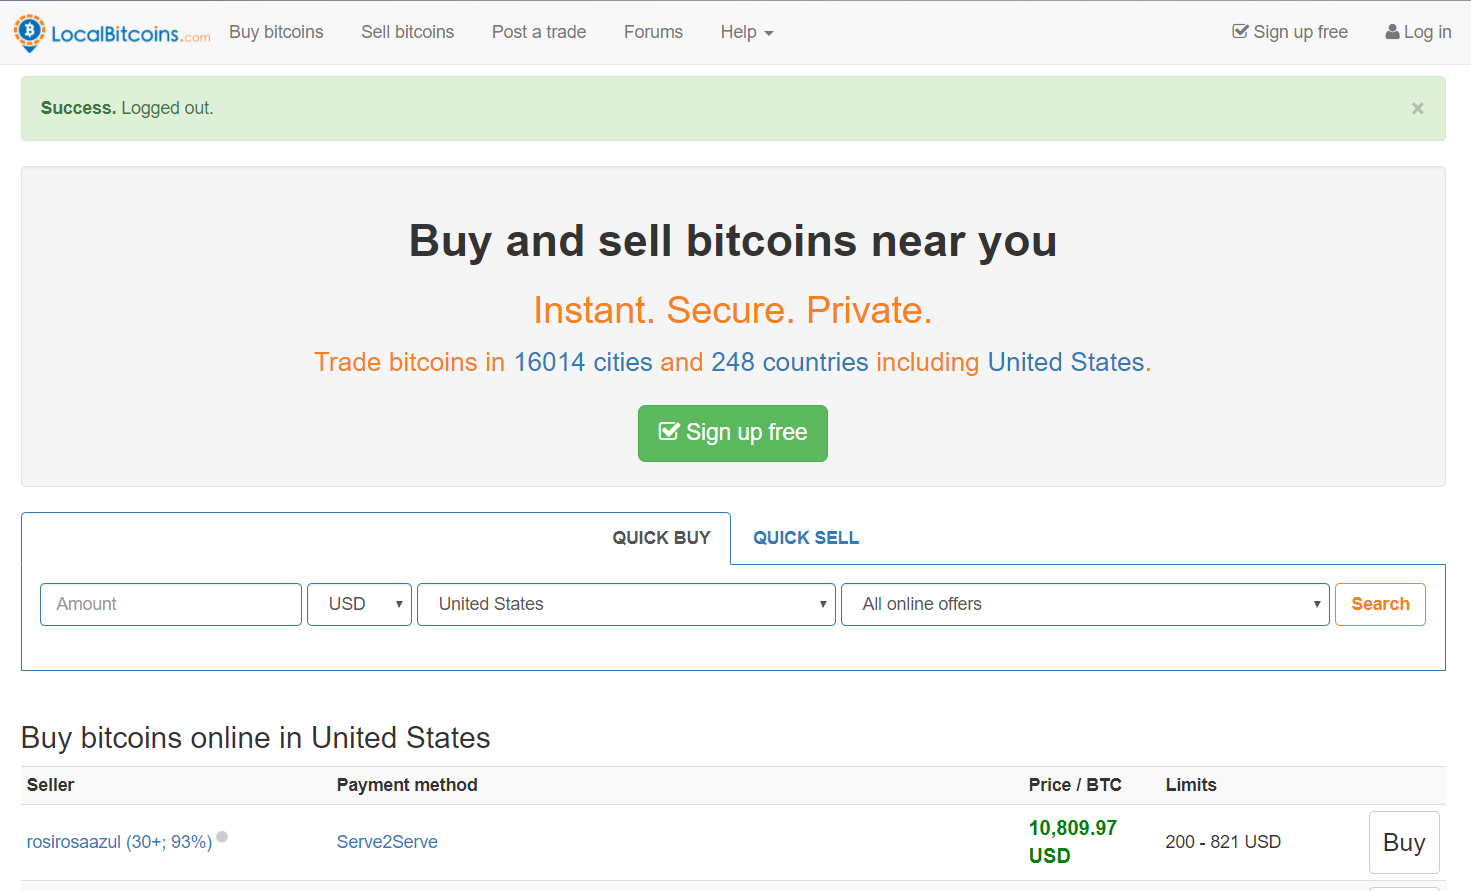 LocalBitcoins.com Buy bitcoins Sell bitcoins Post a trade Forums Help Sign up free Log in
Success. Logged out. ×
Buy and sell bitcoins near you
Instant. Secure. Private.
Trade bitcoins in 16014 cities and 248 countries including United States.
Sign up free
QUICK BUY QUICK SELL
Amount USD United States All online offers Search
Buy bitcoins online in United States
Seller Payment method Price / BTC Limits
rosirosaazul (30+; 93%) Serve2Serve 10,809.97 USD 200 - 821 USD Buy